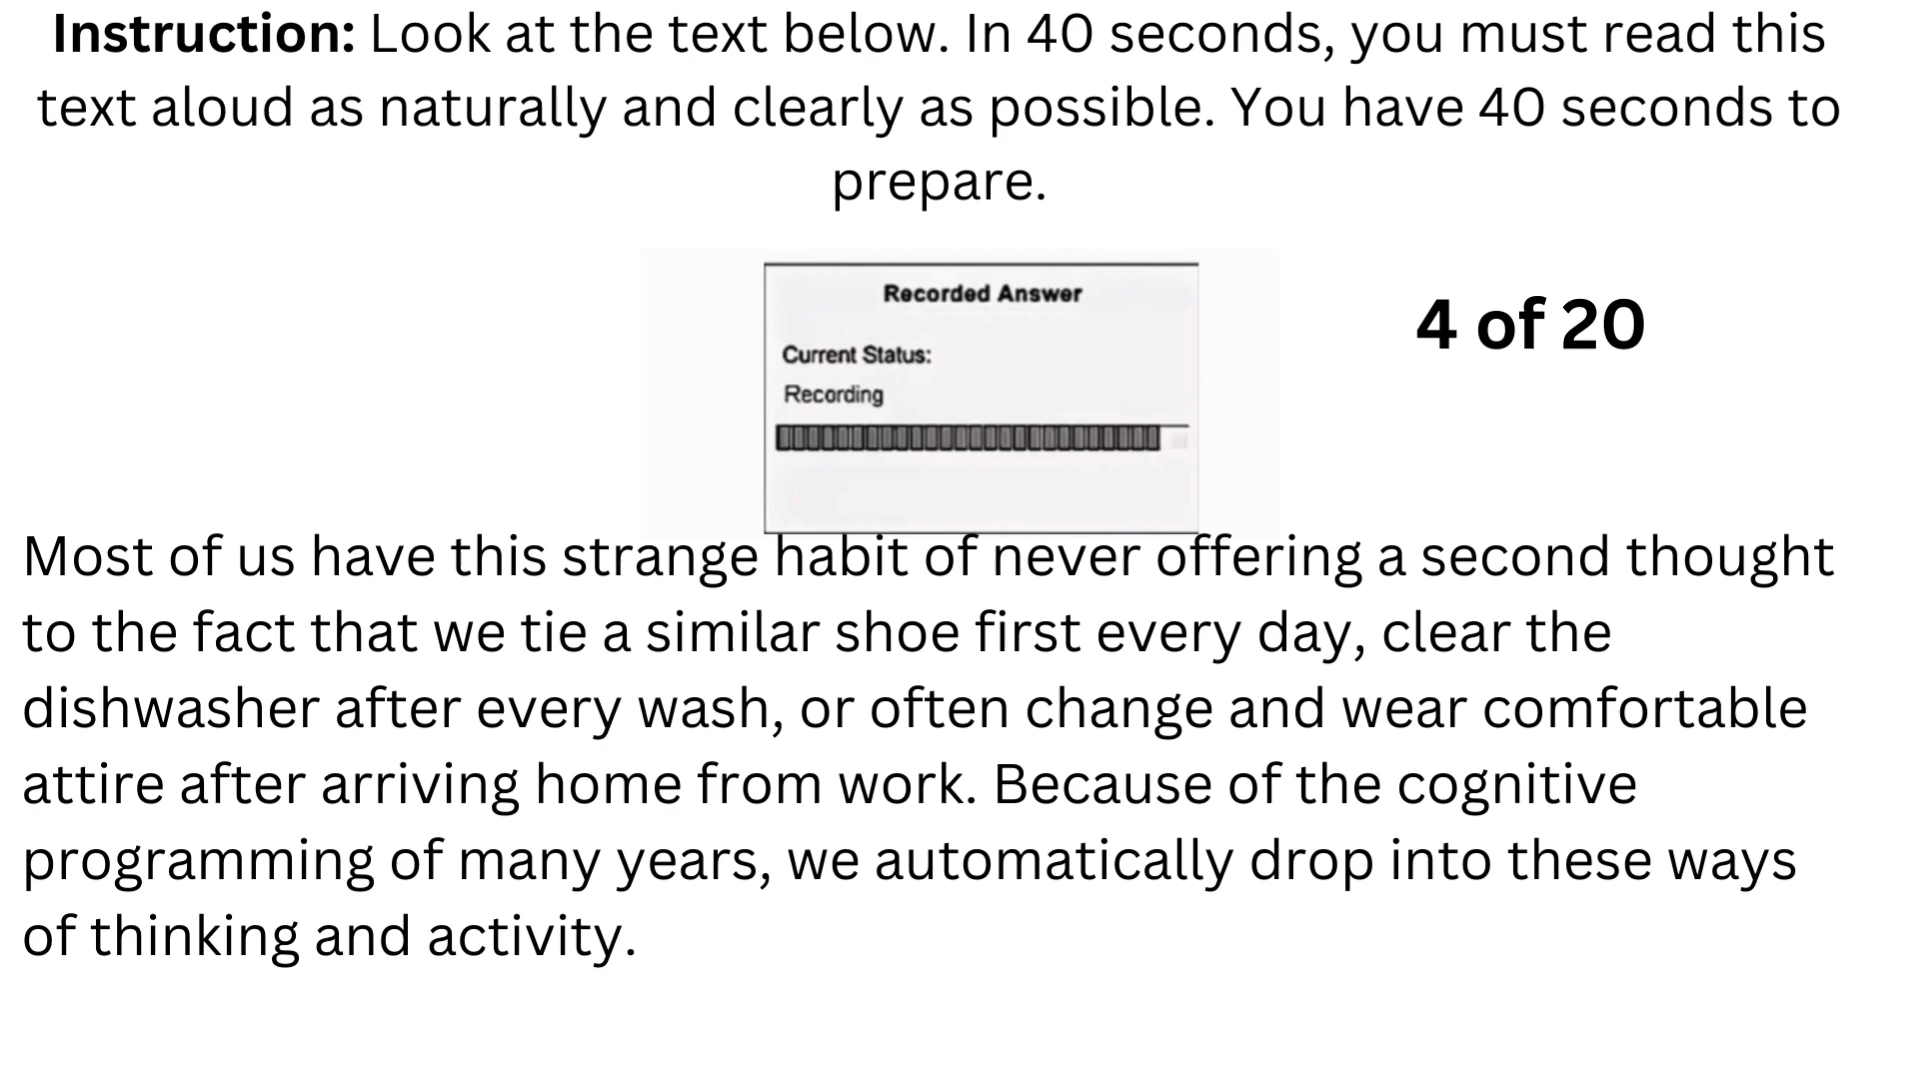 Instruction: Look at the text below. In 40 seconds, you must read this
text aloud as naturally and clearly as possible. You have 40 seconds to
prepare.
Recorded Answer
4 of 20
Current Status:
Recording
Most of us have this strange habit of never offering a second thought
to the fact that we tie a similar shoe first every day, clear the
dishwasher after every wash, or often change and wear comfortable
attire after arriving home from work. Because of the cognitive
programming of many years, we automatically drop into these ways
of thinking and activity.